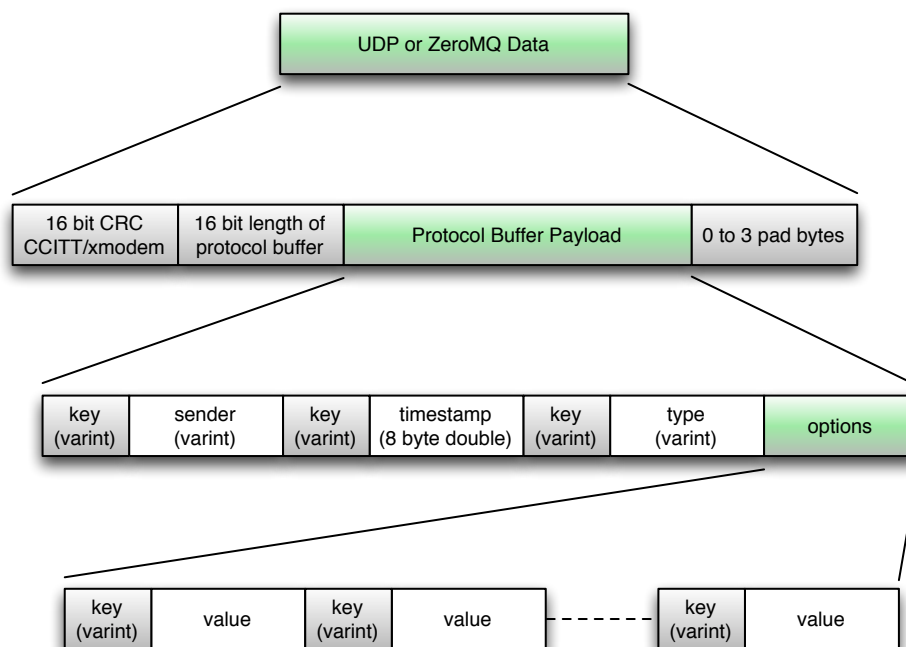 UDP or ZeroMQ Data
16 bit CRC
CCITT/xmodem
16 bit length of
protocol buffer
Protocol Buffer Payload
0 to 3 pad bytes
key
(varint)
sender
(varint)
key
(varint)
timestamp
(8 byte double)
key
(varint)
type
(varint)
options
key
(varint)
value
key
(varint)
value
key
(varint)
value